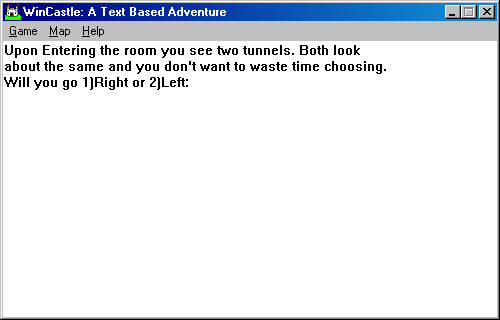 WinCastle: A Text Based Adventure
Game Map Help
Upon Entering the room you see two tunnels. Both look
about the same and you don't want to waste time choosing.
Will you go 1)Right or 2)Left: